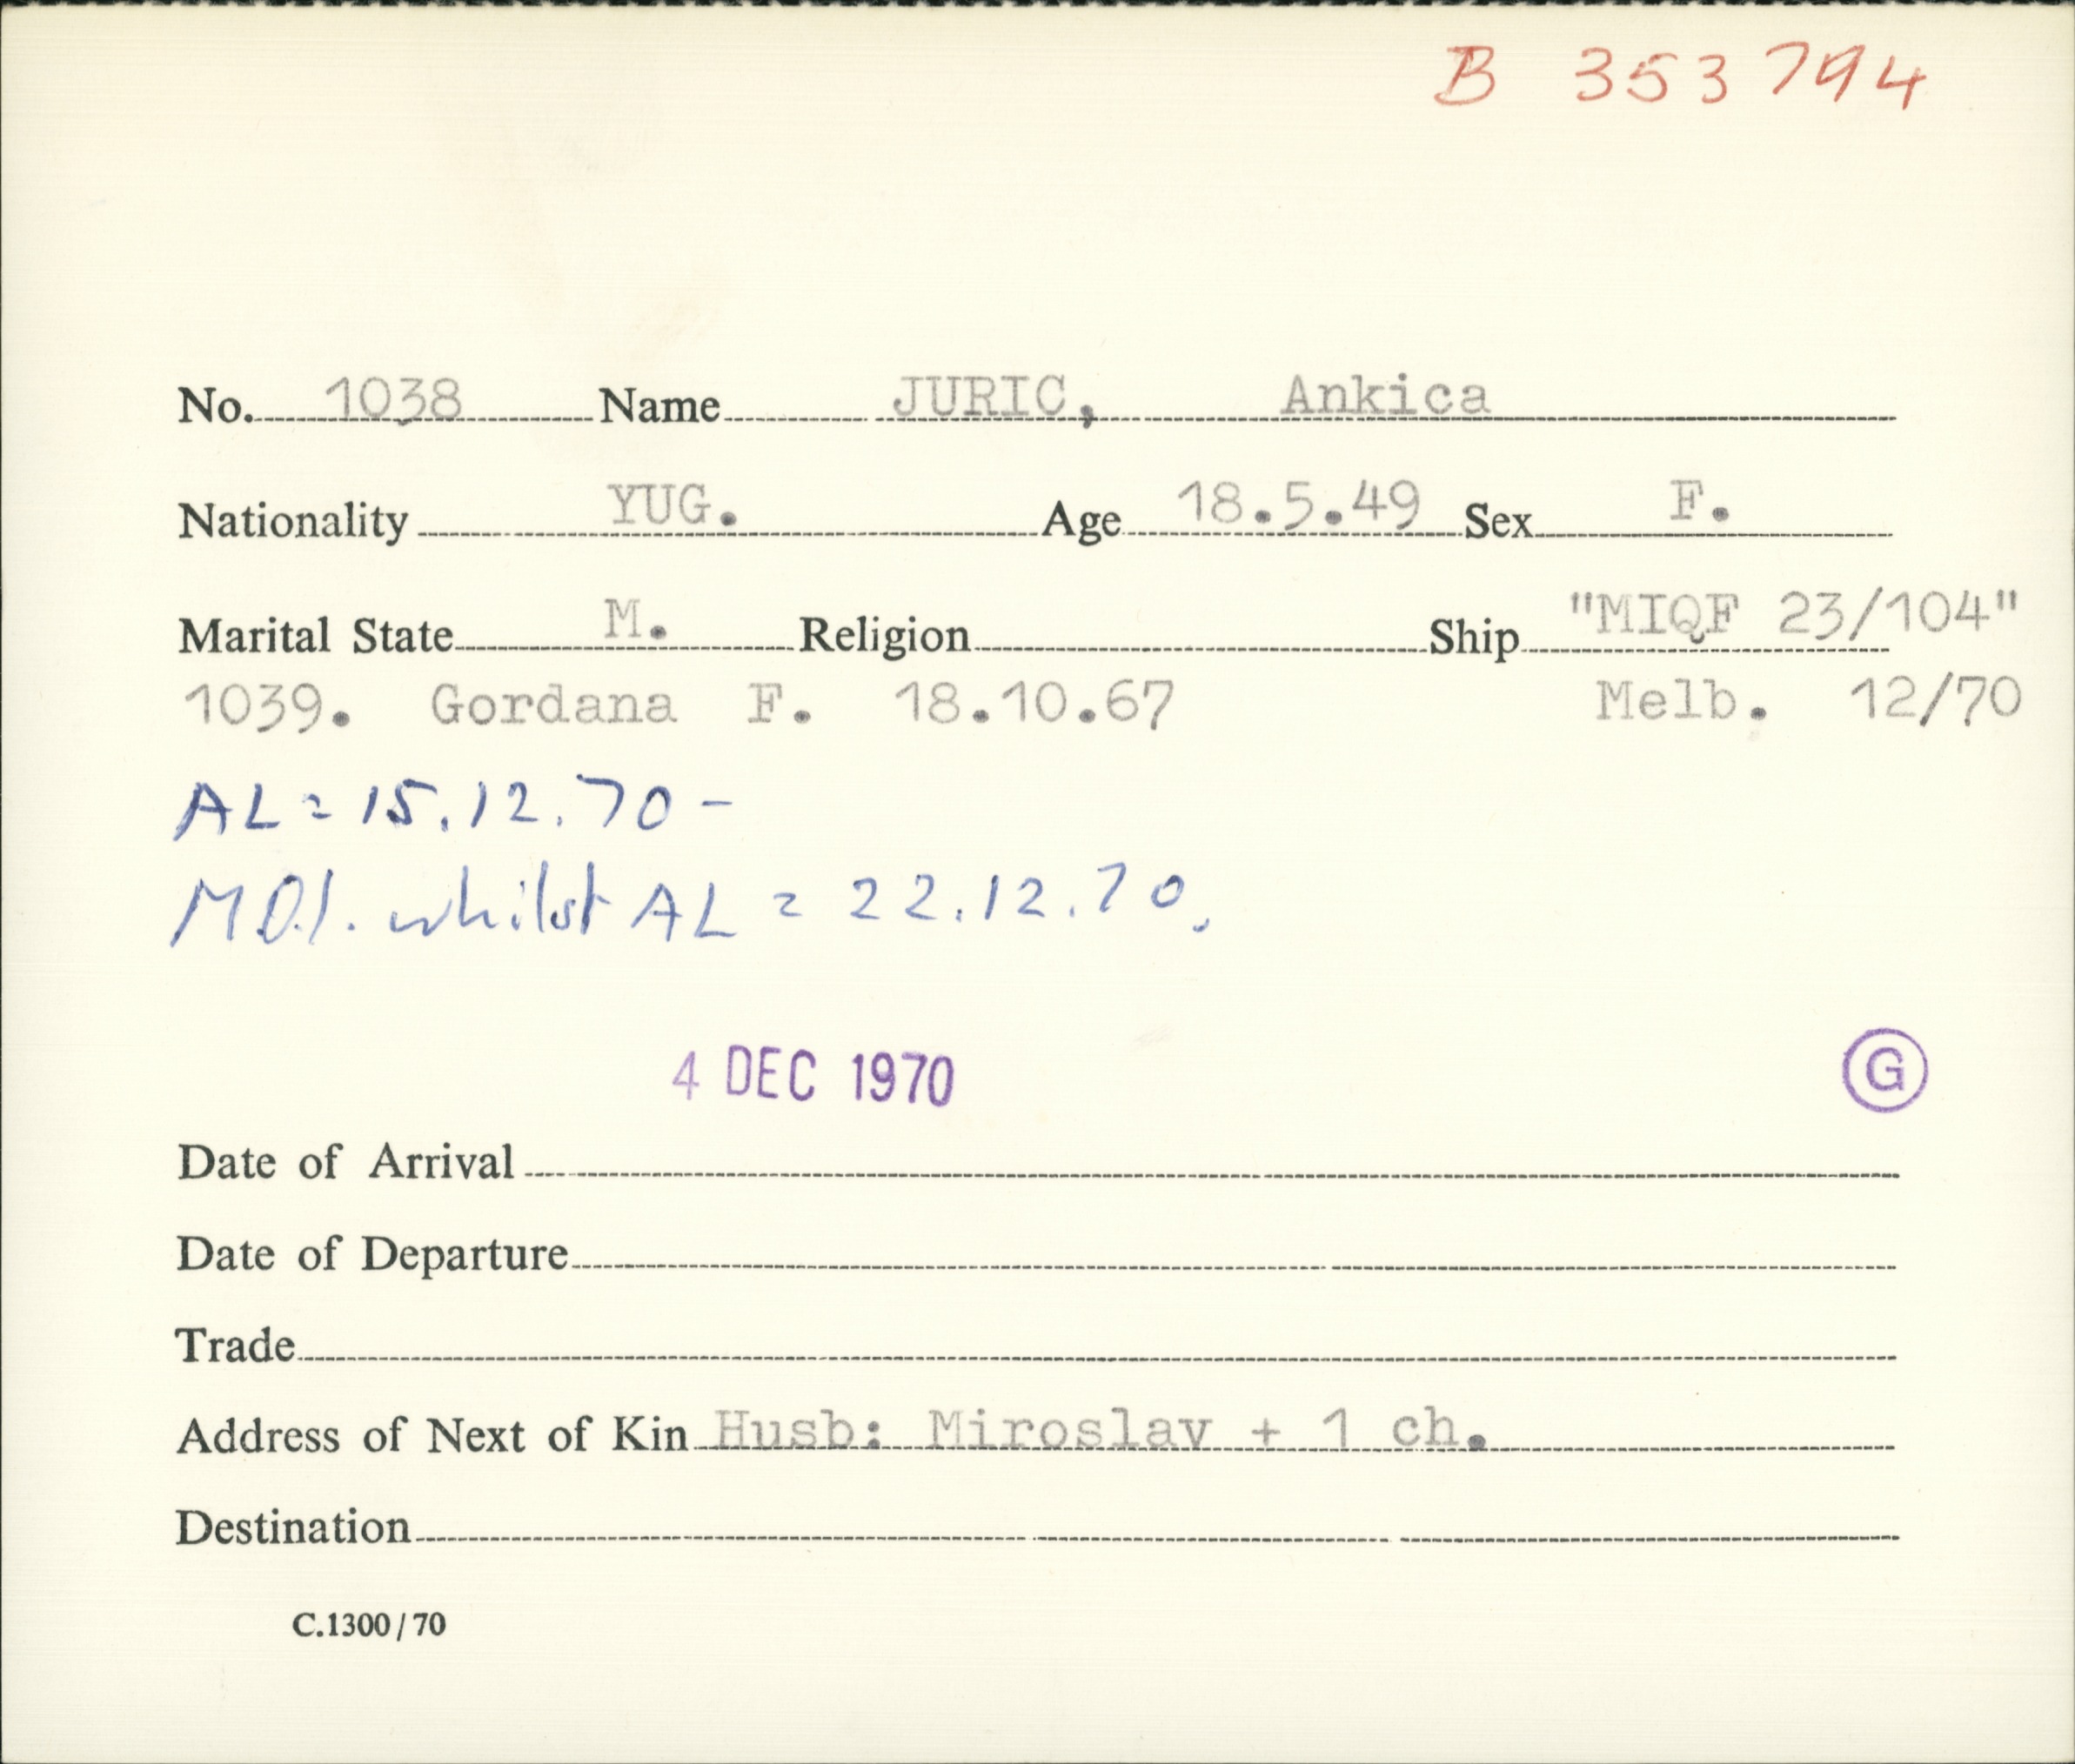 B 353794
No. 1038 Name JURIC, Ankica
Nationality YUG. Age 18.5.49 Sex F.
Marital State M. Religion Ship "MIQF 23/104"
1039. Gordana F. 18.10.67 Melb. 12/70
AL = 15.12.70 -
whilst AL = 22.12.70.
4 DEC 1970 G
Date of Arrival
Date of Departure
Trade
Address of Next of Kin Husb: Miroslav + 1 ch.
Destination
C.1300/70